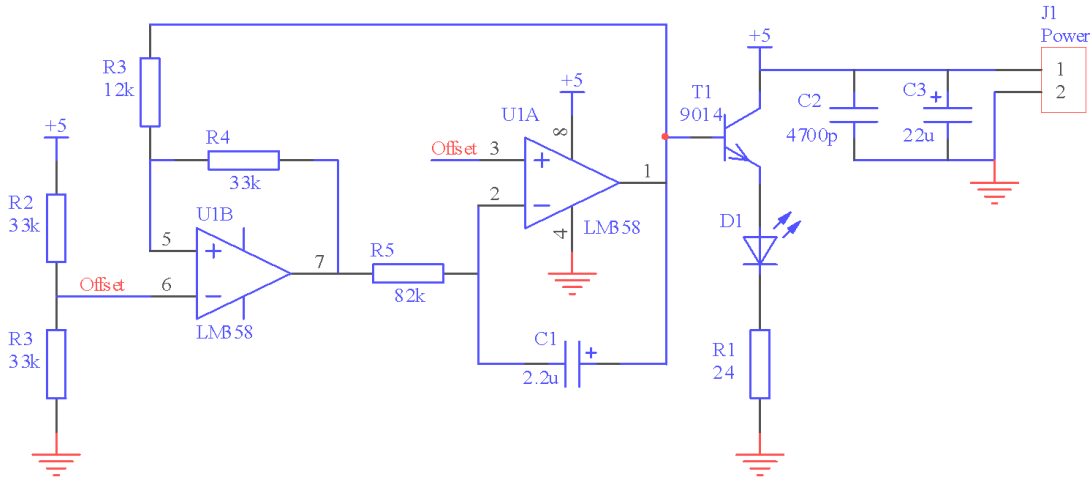 J1
Power
+5
R3
12k
+5
1
U1A
T1
9014
C2
C3
+
2
+5
R4
8
4700p
22u
Offset
3
+
1
33k
R2
33k
U1B
2
−
4
LM358
D1
5
+
7
R5
Offset
6
−
82k
LM358
R3
33k
C1
+
2.2u
R1
24